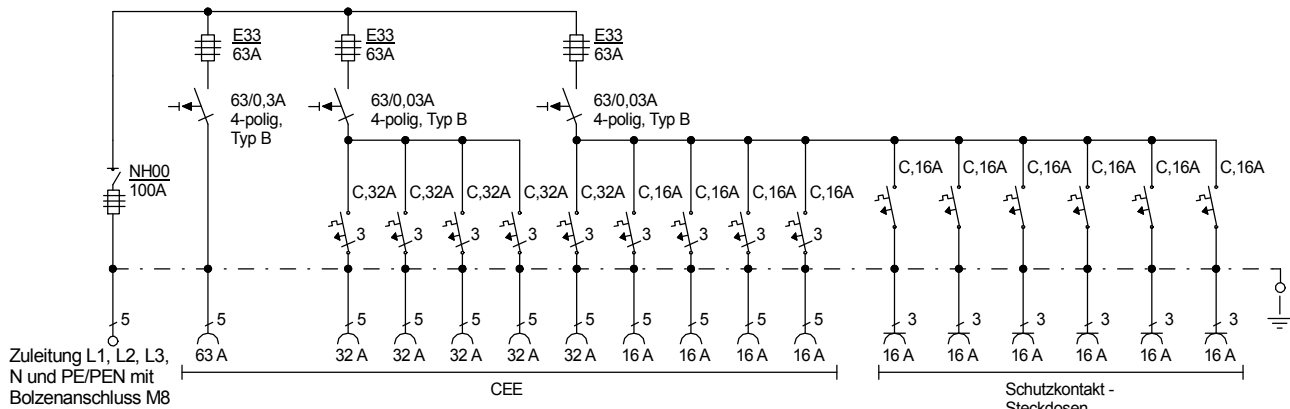 E33
63A
E33
63A
E33
63A
63/0,3A
4-polig,
Typ B
63/0,03A
4-polig, Typ B
63/0,03A
4-polig, Typ B
NH00
100A
C,32A
C,32A
C,32A
C,32A
C,32A
C,16A
C,16A
C,16A
C,16A
C,16A
C,16A
C,16A
C,16A
C,16A
C,16A
3
3
3
3
3
3
3
3
3
5
5
5
5
5
5
5
5
5
5
5
3
3
3
3
3
3
63 A
32 A
32 A
32 A
32 A
32 A
16 A
16 A
16 A
16 A
16 A
16 A
16 A
16 A
16 A
16 A
Zuleitung L1, L2, L3,
N und PE/PEN mit
Bolzenanschluss M8
CEE
Schutzkontakt -
Steckdosen